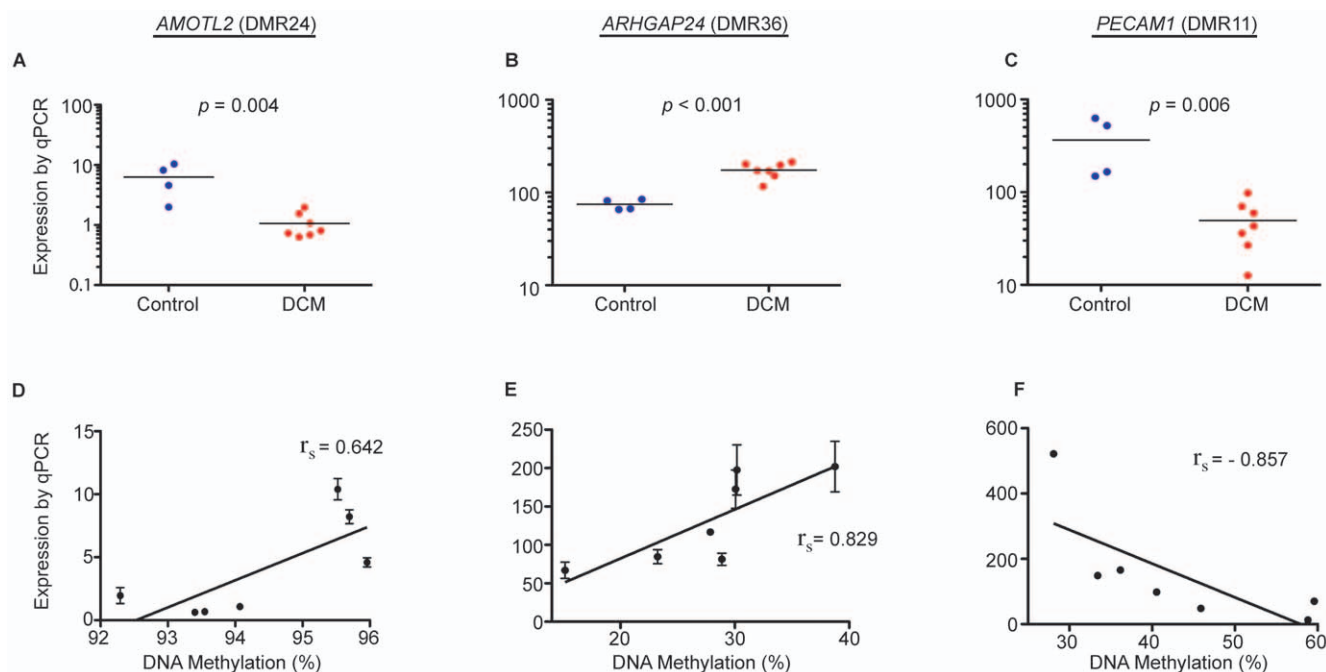 AMOTL2 (DMR24)
ARHGAP24 (DMR36)
PECAM1 (DMR11)
A
B
C
Expression by qPCR
100
10
1
0.1
p = 0.004
Control
DCM
1000
100
10
p < 0.001
Control
DCM
1000
100
10
p = 0.006
Control
DCM
D
E
F
Expression by qPCR
15
10
5
0
rs = 0.642
92
93
94
95
96
DNA Methylation (%)
250
200
150
100
50
0
rs = 0.829
20
30
40
DNA Methylation (%)
600
400
200
0
rs = - 0.857
30
40
50
60
DNA Methylation (%)